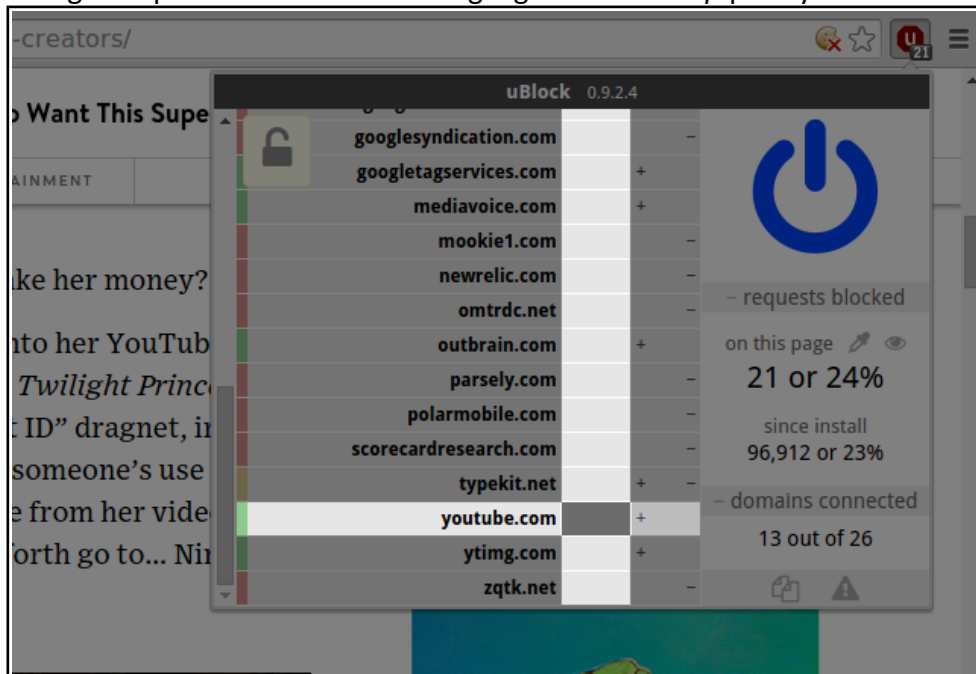 -creators/
21
uBlock 0.9.2.4
o Want This Supe
AINMENT
googlesyndication.com –
googletagservices.com +
mediavoice.com +
mookie1.com –
newrelic.com –
omtrdc.net –
outbrain.com +
parsely.com –
polarmobile.com –
scorecardresearch.com –
typekit.net + –
youtube.com +
ytimg.com +
zqtk.net –
– requests blocked
on this page
21 or 24%
since install
96,912 or 23%
– domains connected
13 out of 26
ke her money?
nto her YouTub
Twilight Princ
t ID” dragnet, in
someone’s use
e from her vide
orth go to... Nin